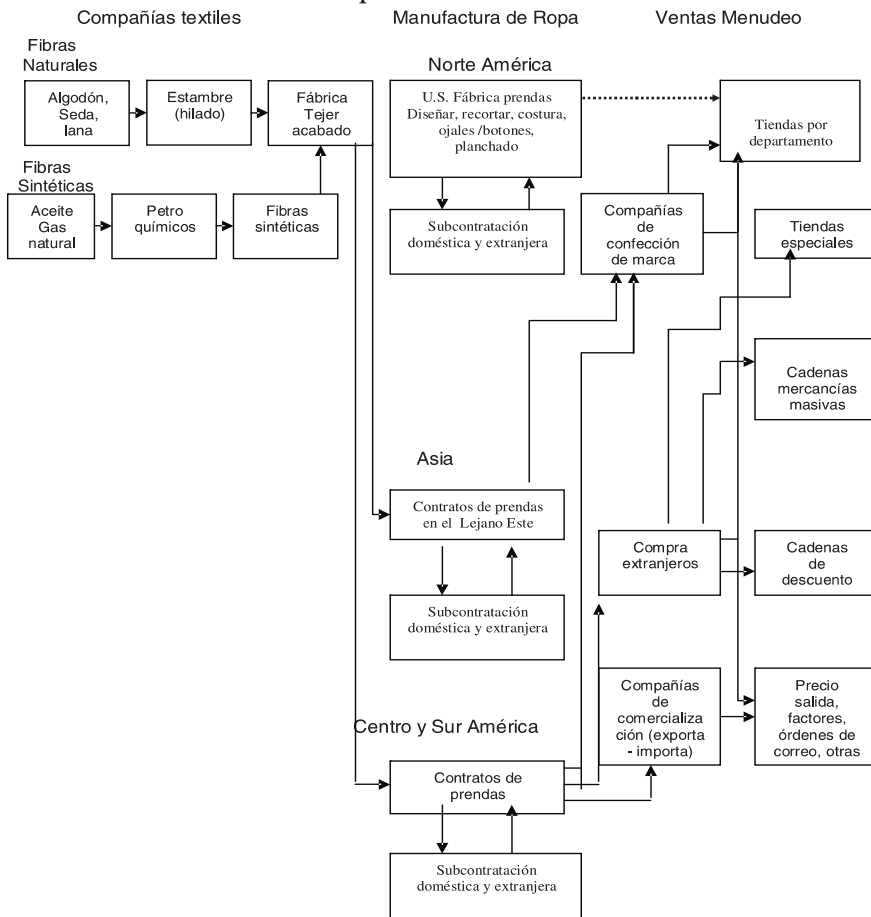 Compañías textiles
Manufactura de Ropa
Ventas Menudeo
Fibras
Naturales
Norte América
Algodón,
Seda,
lana
Estambre
(hilado)
Fábrica
Tejer
acabado
U.S. Fábrica prendas
Diseñar, recortar, costura,
ojales /botones,
planchado
Tiendas por
departamento
Fibras
Sintéticas
Aceite
Gas
natural
Petro
químicos
Fibras
sintéticas
Subcontratación
doméstica y extranjera
Compañías
de
confección
de marca
Tiendas
especiales
Cadenas
mercancías
masivas
Asia
Contratos de prendas
en el Lejano Este
Compra
extranjeros
Cadenas
de
descuento
Subcontratación
doméstica y extranjera
Centro y Sur América
Compañías
de
comercializa
ción (exporta
- importa)
Precio
salida,
factores,
órdenes de
correo, otras
Contratos de
prendas
Subcontratación
doméstica y extranjera